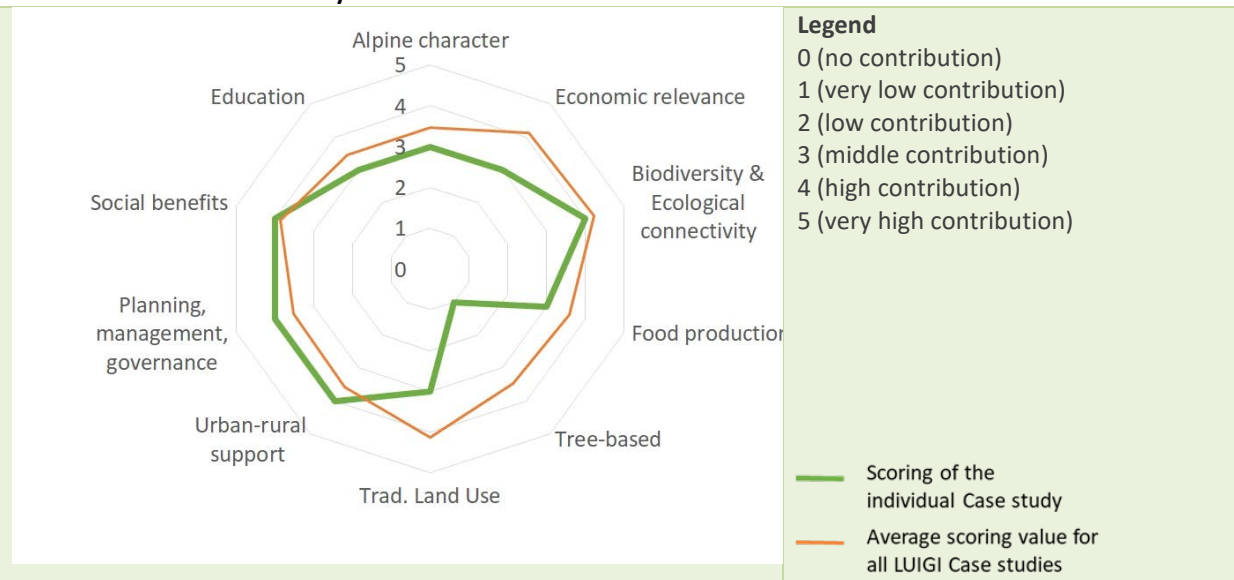 Alpine character
5
4
3
2
1
0
Education
Economic relevance
Social benefits
Biodiversity &
Ecological
connectivity
Planning,
management,
governance
Food production
Urban-rural
support
Tree-based
Trad. Land Use
Legend
0 (no contribution)
1 (very low contribution)
2 (low contribution)
3 (middle contribution)
4 (high contribution)
5 (very high contribution)
Scoring of the
individual Case study
Average scoring value for
all LUIGI Case studies